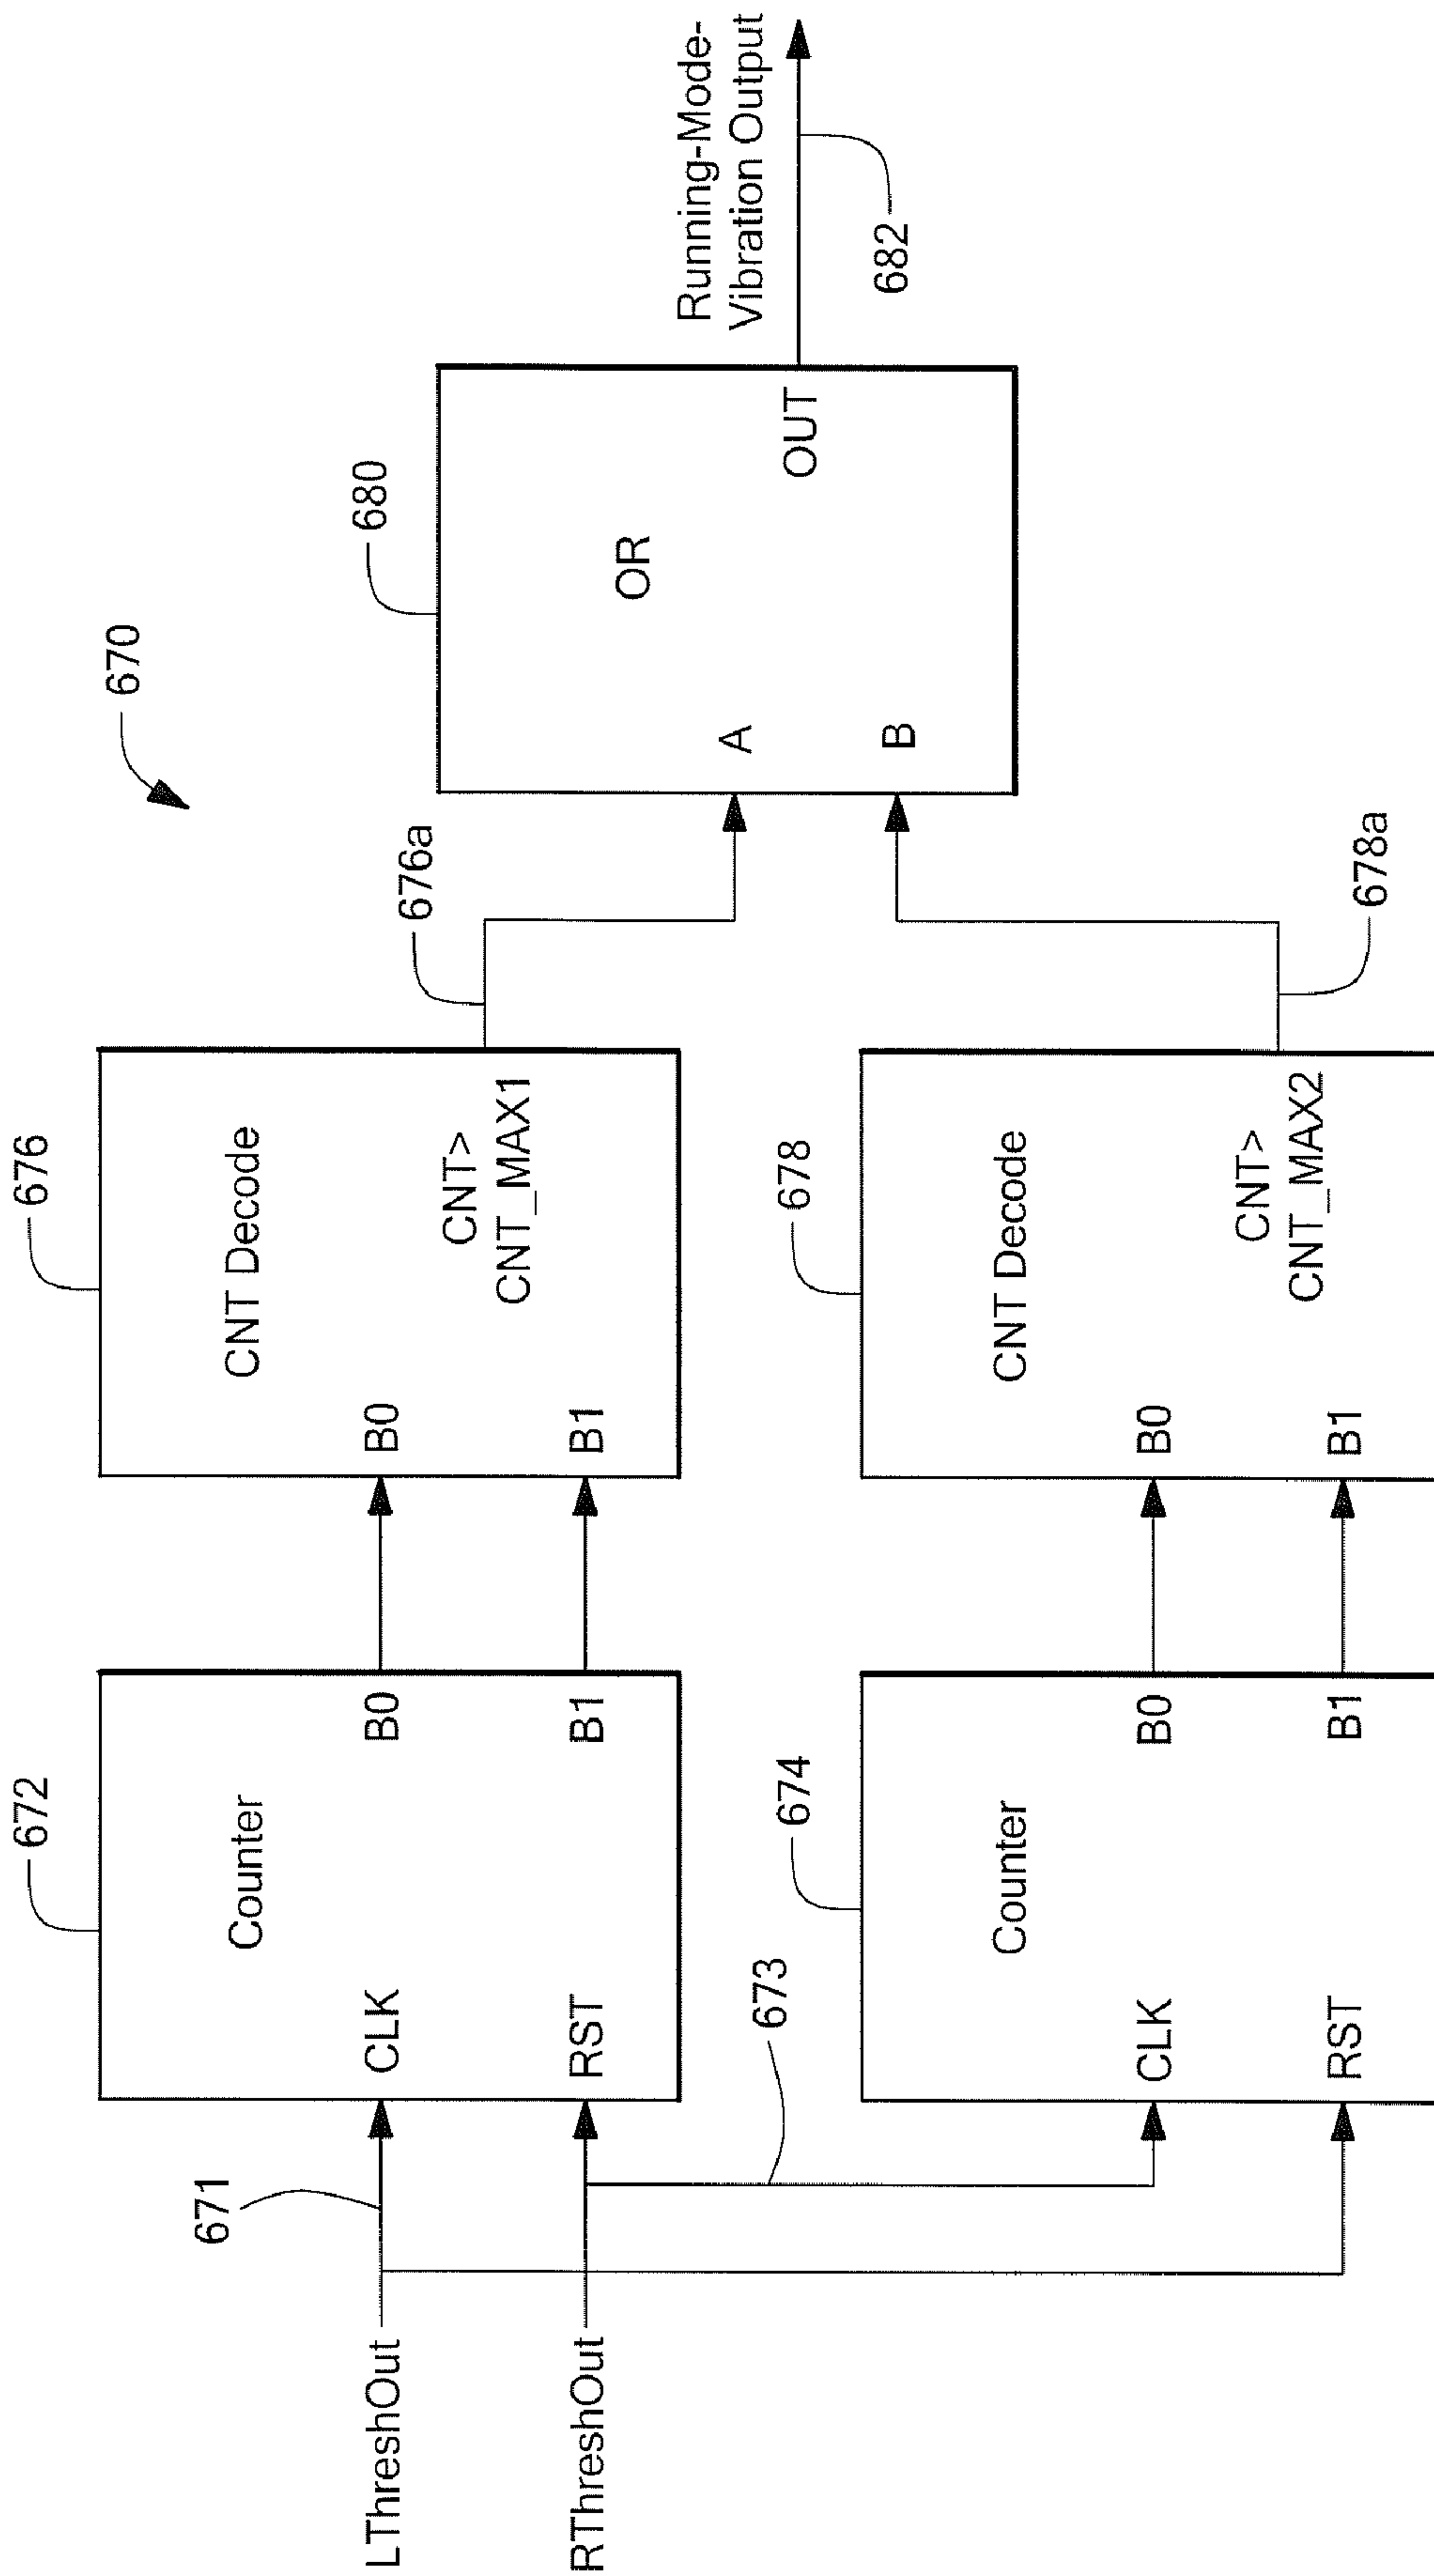 670
672
Counter
CLK
RST
B0
B1
676
CNT Decode
B0
B1
CNT>
CNT_MAX1
676a
680
OR
A
B
OUT
Running-Mode-
Vibration Output
682
LThreshOut
RThreshOut
671
673
674
Counter
CLK
RST
B0
B1
678
CNT Decode
B0
B1
CNT>
CNT_MAX2
678a